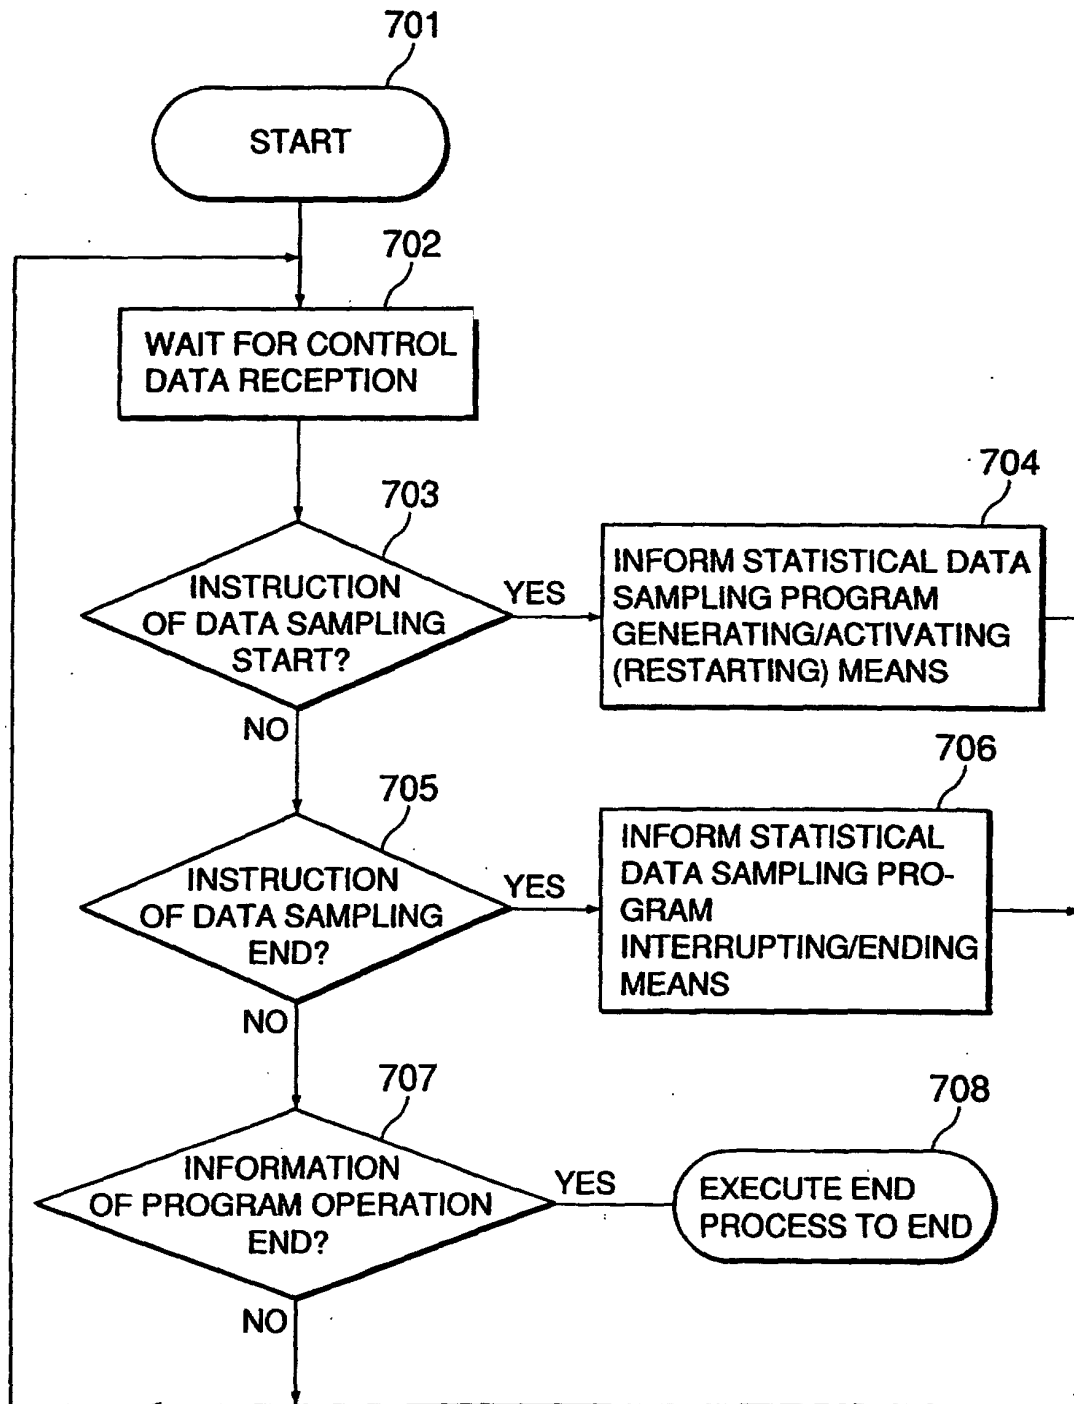 701
START
702
WAIT FOR CONTROL
DATA RECEPTION
703
INSTRUCTION
OF DATA SAMPLING
START?
YES
704
INFORM STATISTICAL DATA
SAMPLING PROGRAM
GENERATING/ACTIVATING
(RESTARTING) MEANS
NO
705
INSTRUCTION
OF DATA SAMPLING
END?
YES
706
INFORM STATISTICAL
DATA SAMPLING PRO-
GRAM
INTERRUPTING/ENDING
MEANS
NO
707
INFORMATION
OF PROGRAM OPERATION
END?
YES
708
EXECUTE END
PROCESS TO END
NO